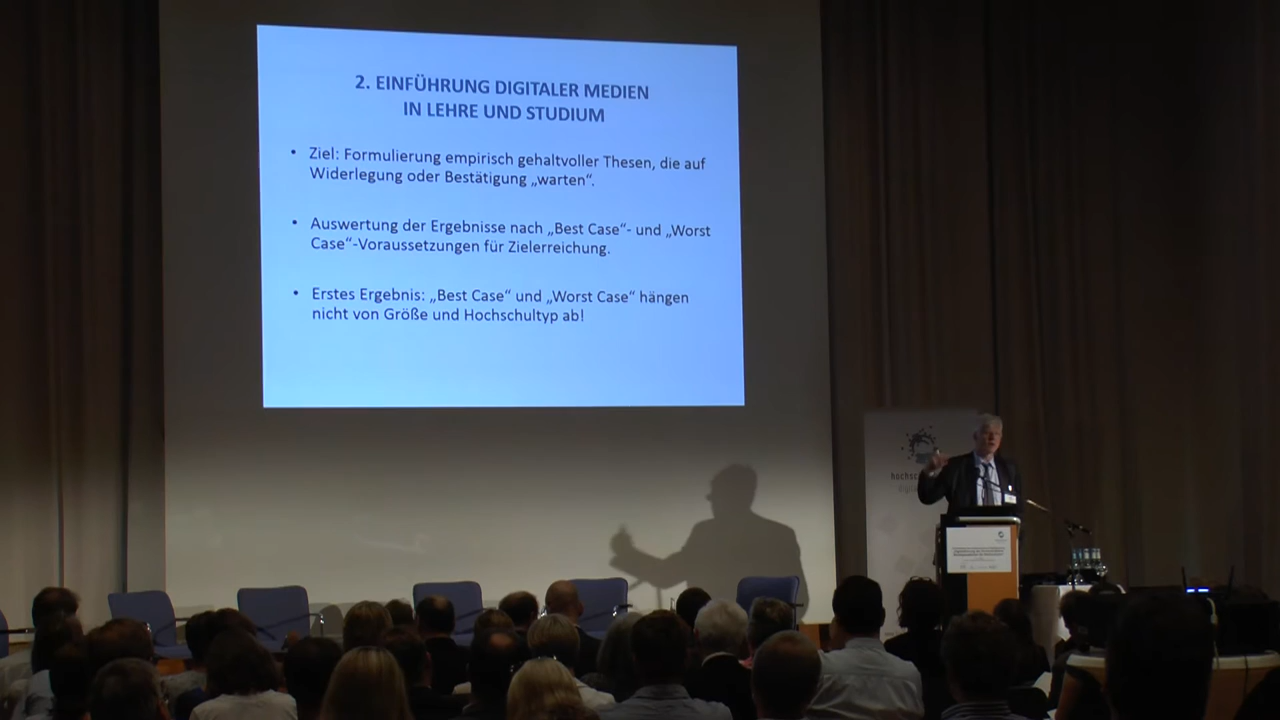 2. EINFÜHRUNG DIGITALER MEDIEN
IN LEHRE UND STUDIUM
• Ziel: Formulierung empirisch gehaltvoller Thesen, die auf
Widerlegung oder Bestätigung „warten“.
• Auswertung der Ergebnisse nach „Best Case“- und „Worst
Case“-Voraussetzungen für Zielerreichung.
• Erstes Ergebnis: „Best Case“ und „Worst Case“ hängen
nicht von Größe und Hochschultyp ab!